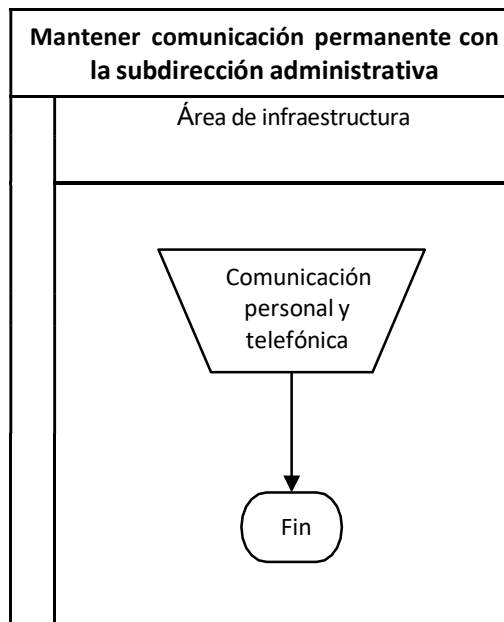 Mantener comunicación permanente con
la subdirección administrativa
Área de infraestructura
Comunicación
personal y
telefónica
Fin